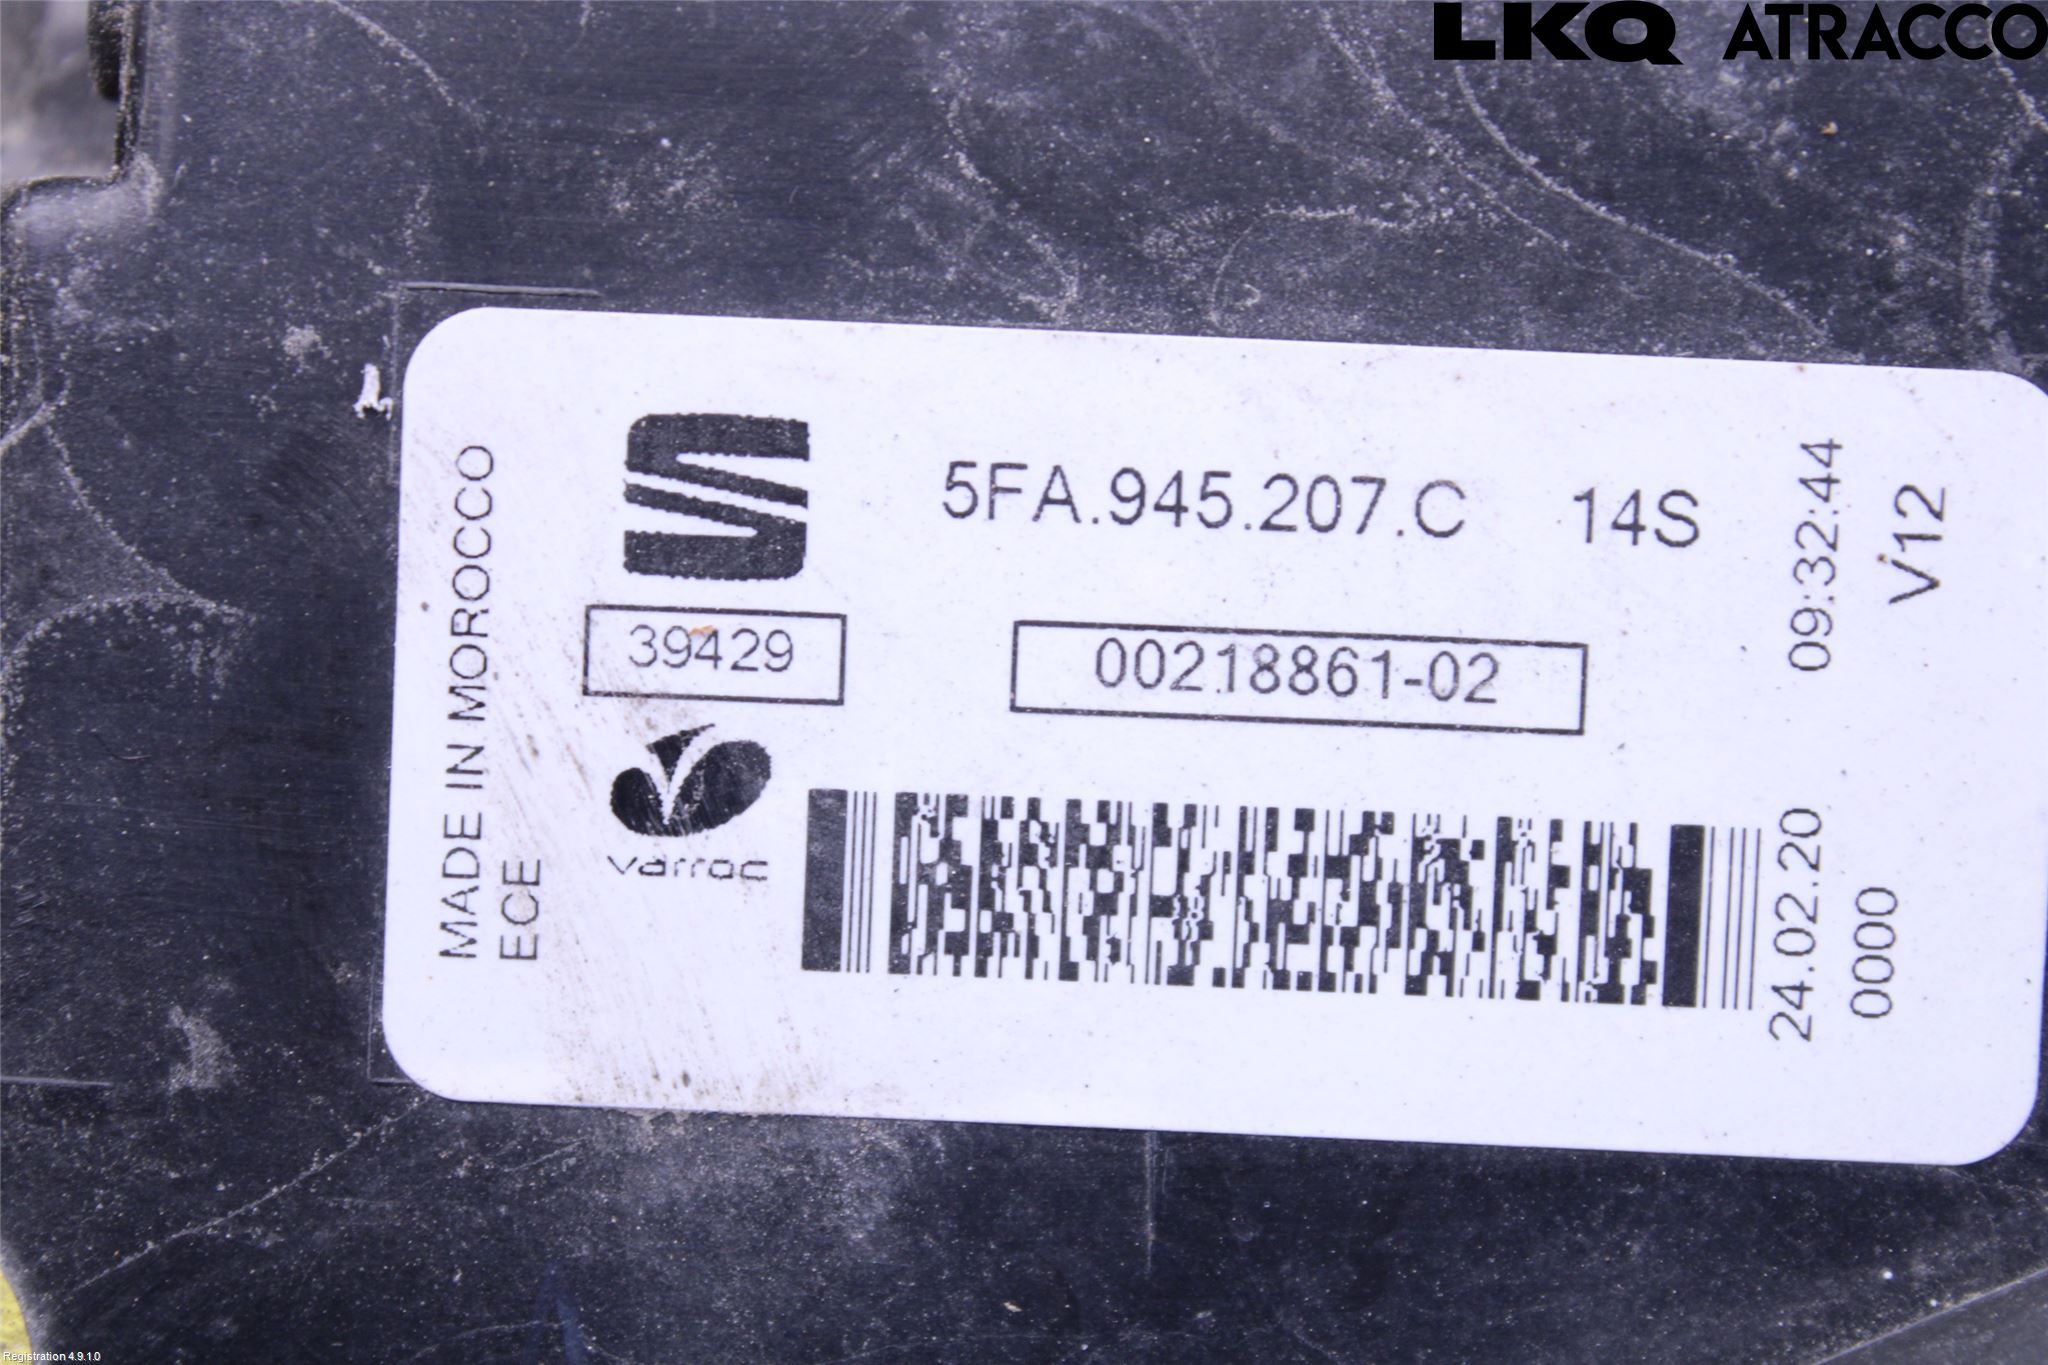 LKQ ATRACCO
5FA.945.207.C 14S
39429
00218861-02
varroc
MADE IN MOROCCO
ECE
09:32:44
V12
24.02.20
0000
Registration 4.9.1.0